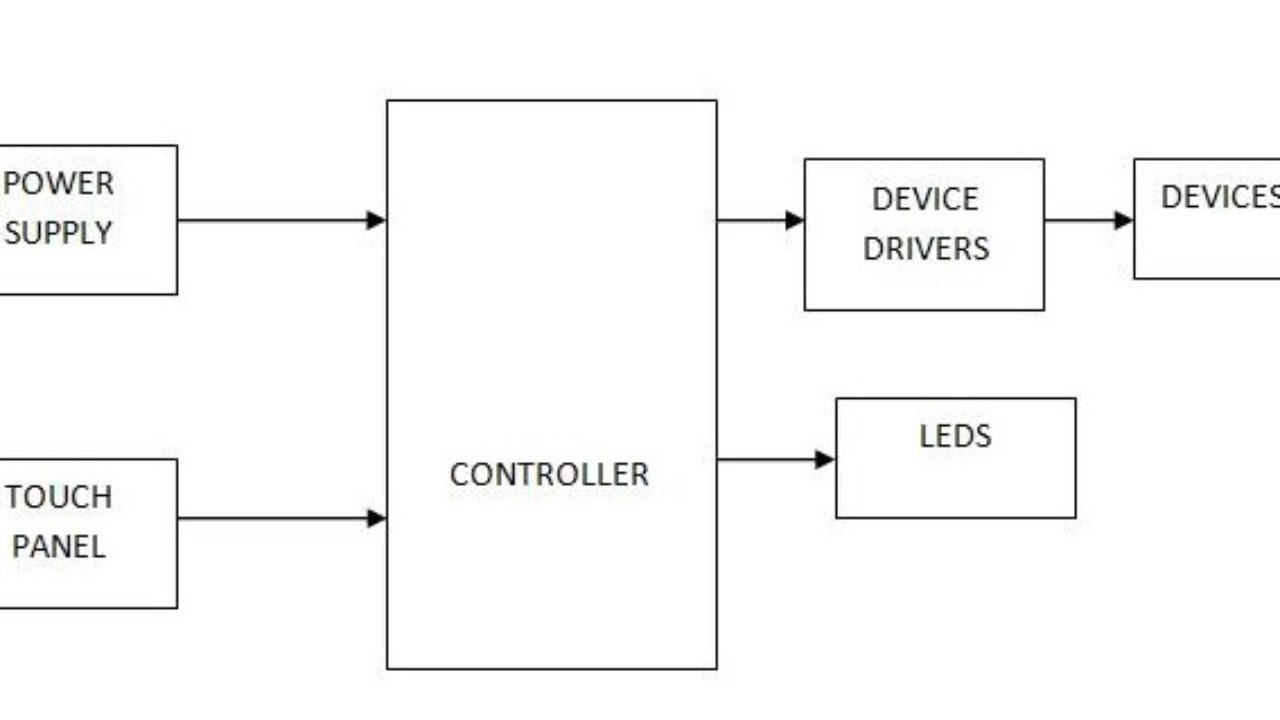 POWER
SUPPLY
DEVICE
DRIVERS
DEVICES
CONTROLLER
LEDS
TOUCH
PANEL